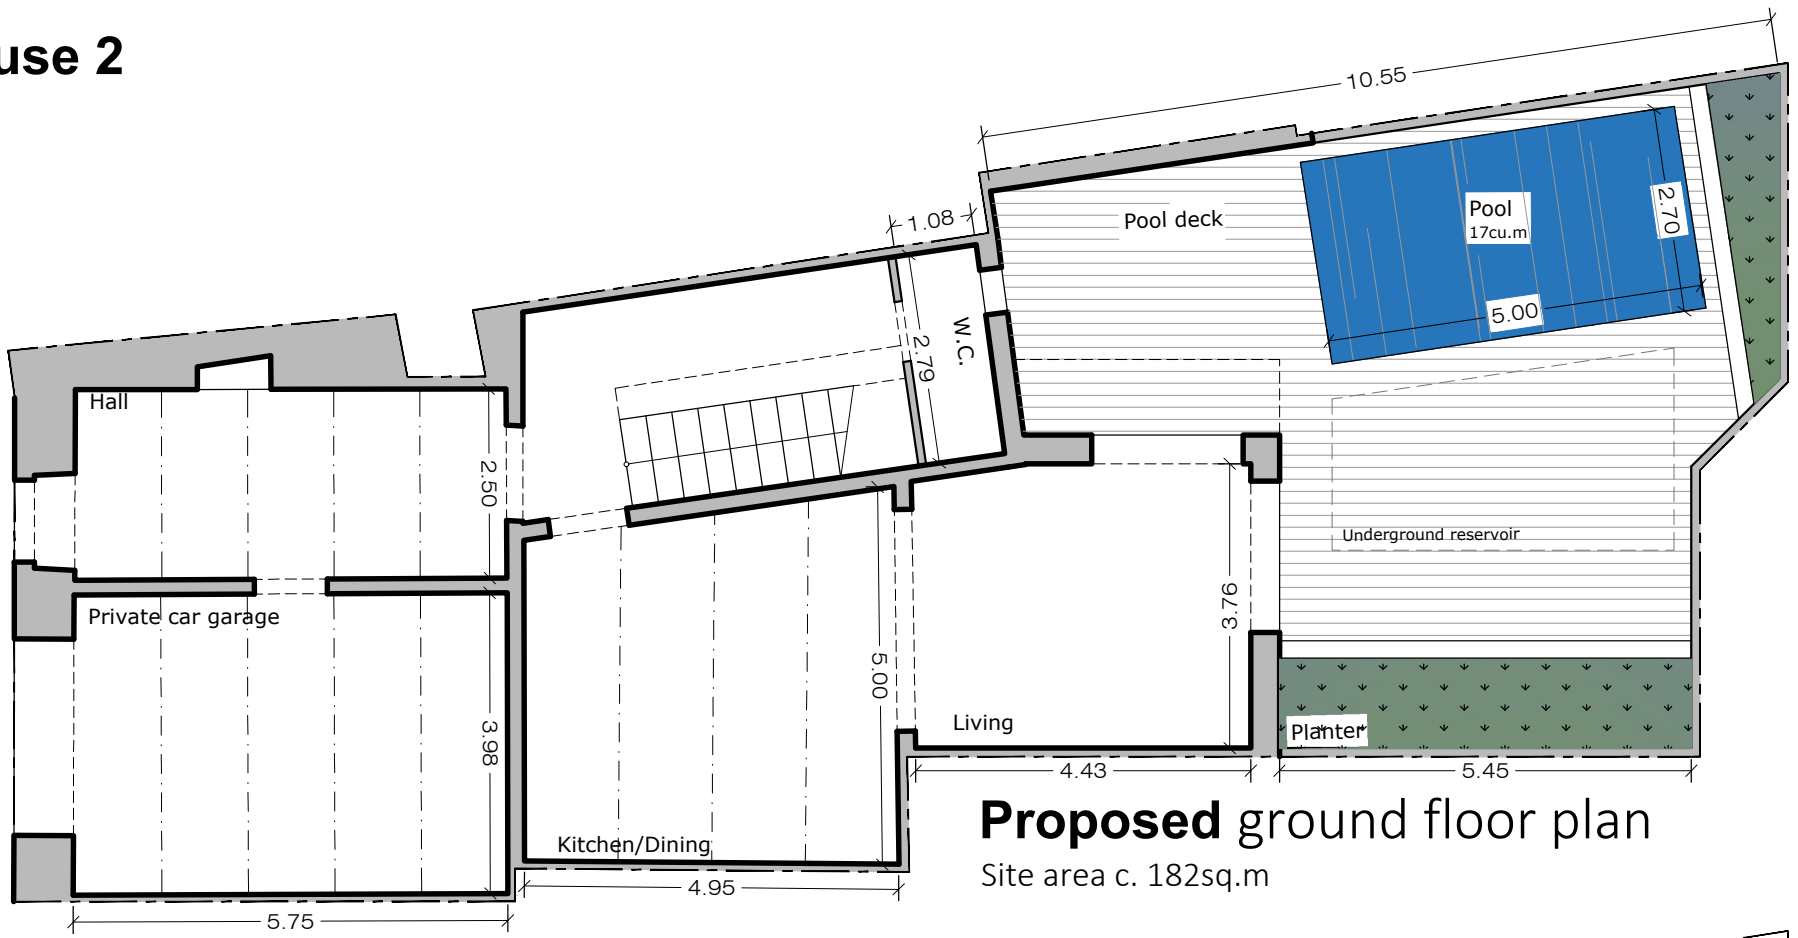 use 2
10.55
1.08
Pool deck
Pool
17cu.m
2.70
5.00
W.C.
2.79
Hall
2.50
Underground reservoir
Private car garage
3.76
5.00
3.98
Living
Planter
Kitchen/Dining
4.43
5.45
4.95
5.75
Proposed ground floor plan
Site area c. 182sq.m